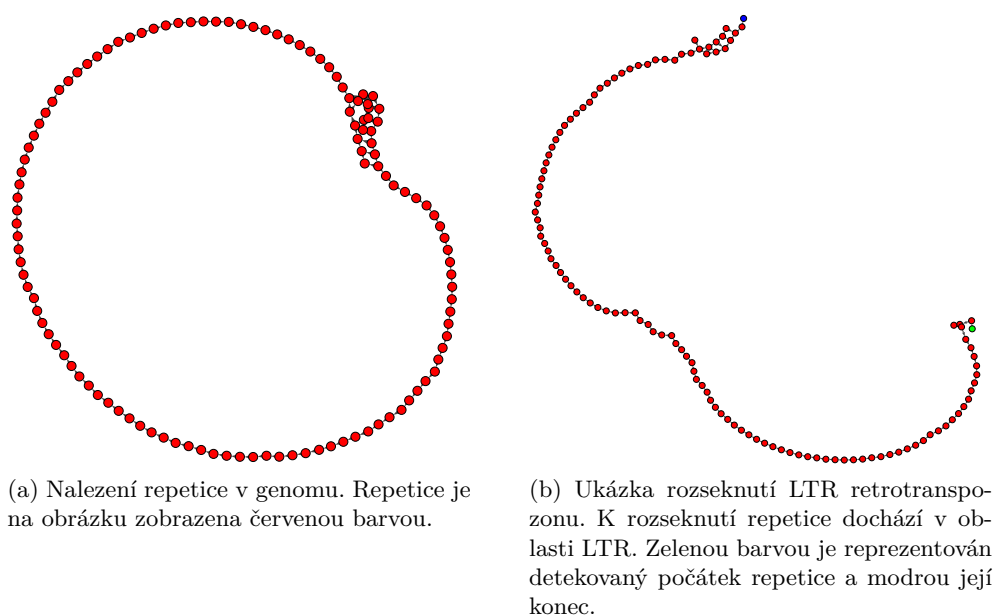 (a) Nalezení repetice v genomu. Repetice je
na obrázku zobrazena červenou barvou.
(b) Ukázka rozseknutí LTR retrotranspo-
zonu. K rozseknutí repetice dochází v ob-
lasti LTR. Zelenou barvou je reprezentován
detekovaný počátek repetice a modrou její
konec.